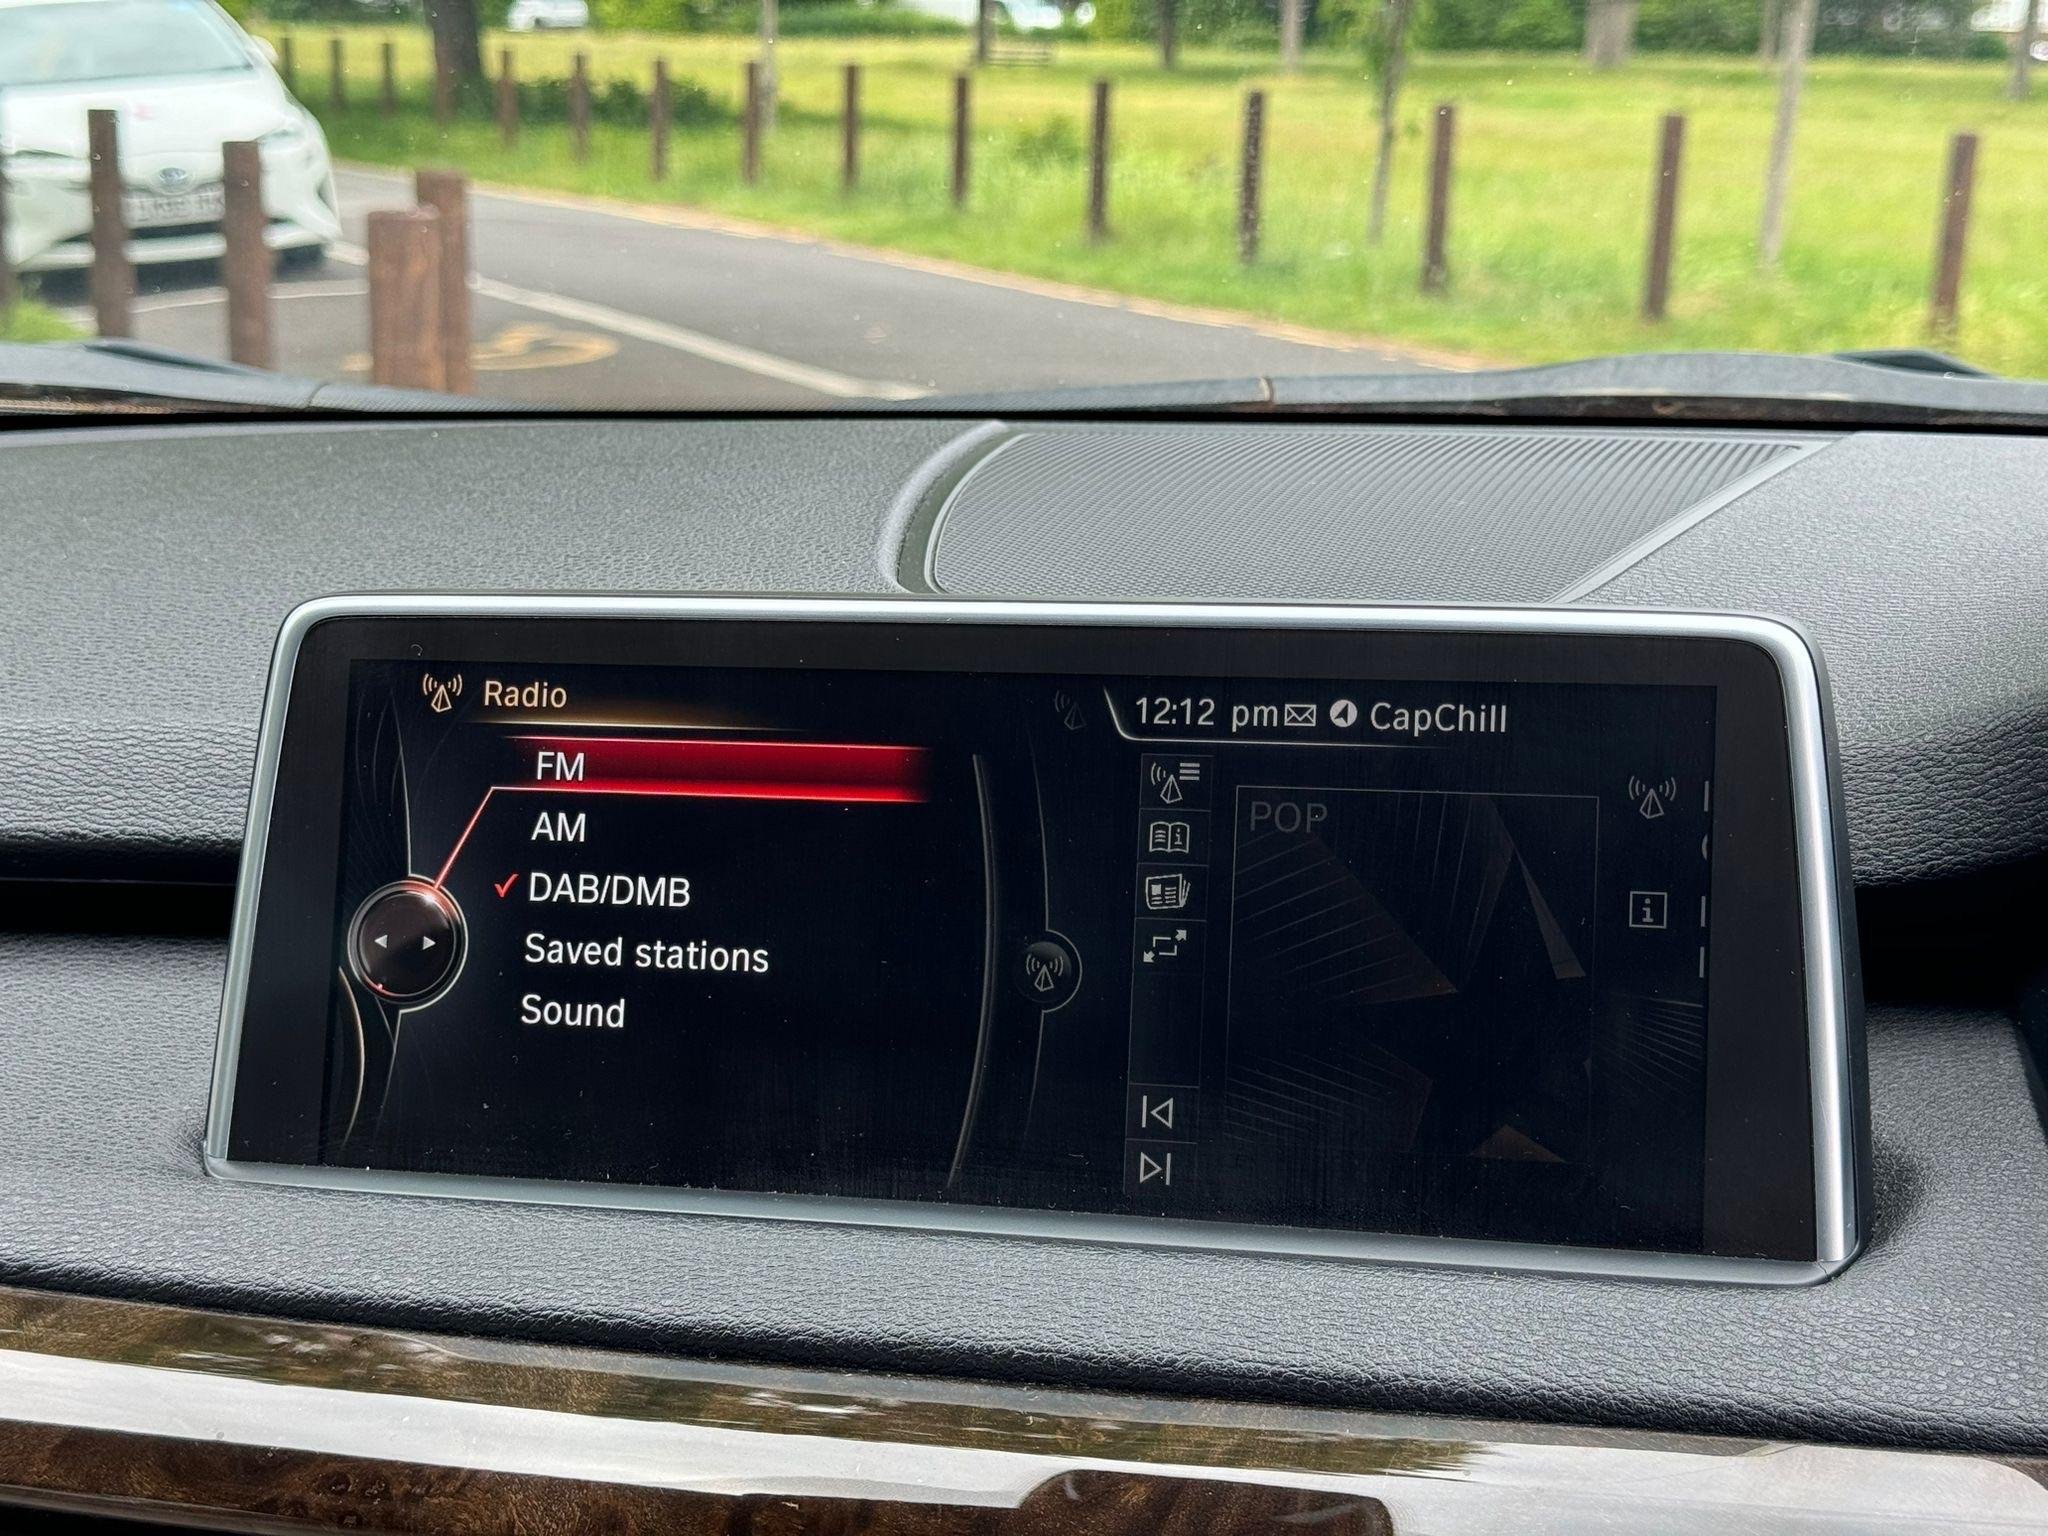 Radio
12:12 pm CapChill
FM
AM
DAB/DMB
Saved stations
Sound
POP